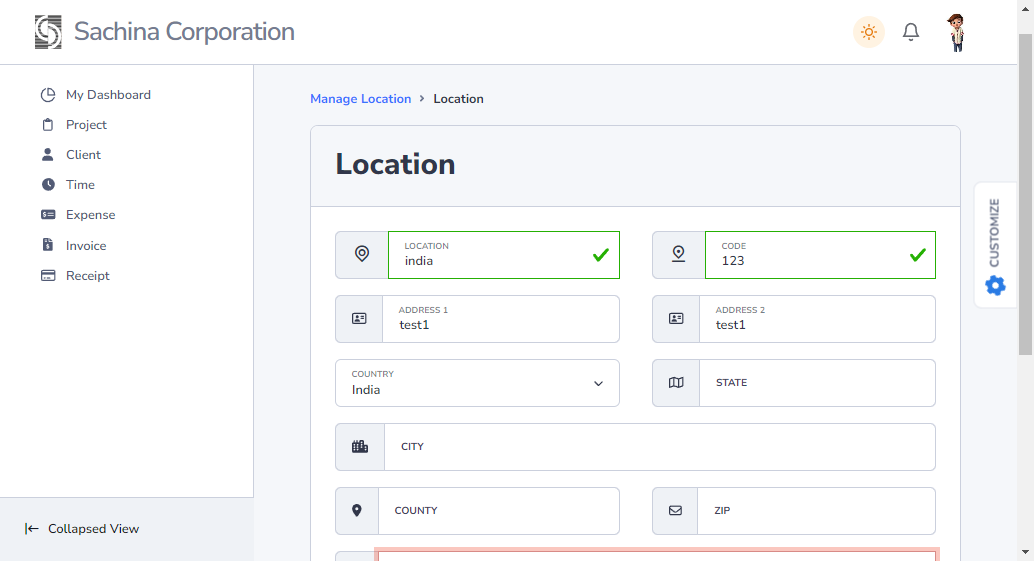 Sachina Corporation
My Dashboard
Project
Client
Time
Expense
Invoice
Receipt
Collapsed View
Manage Location > Location
Location
LOCATION
india
CODE
123
ADDRESS 1
test1
ADDRESS 2
test1
COUNTRY
India
STATE
CITY
COUNTY
ZIP
CUSTOMIZE